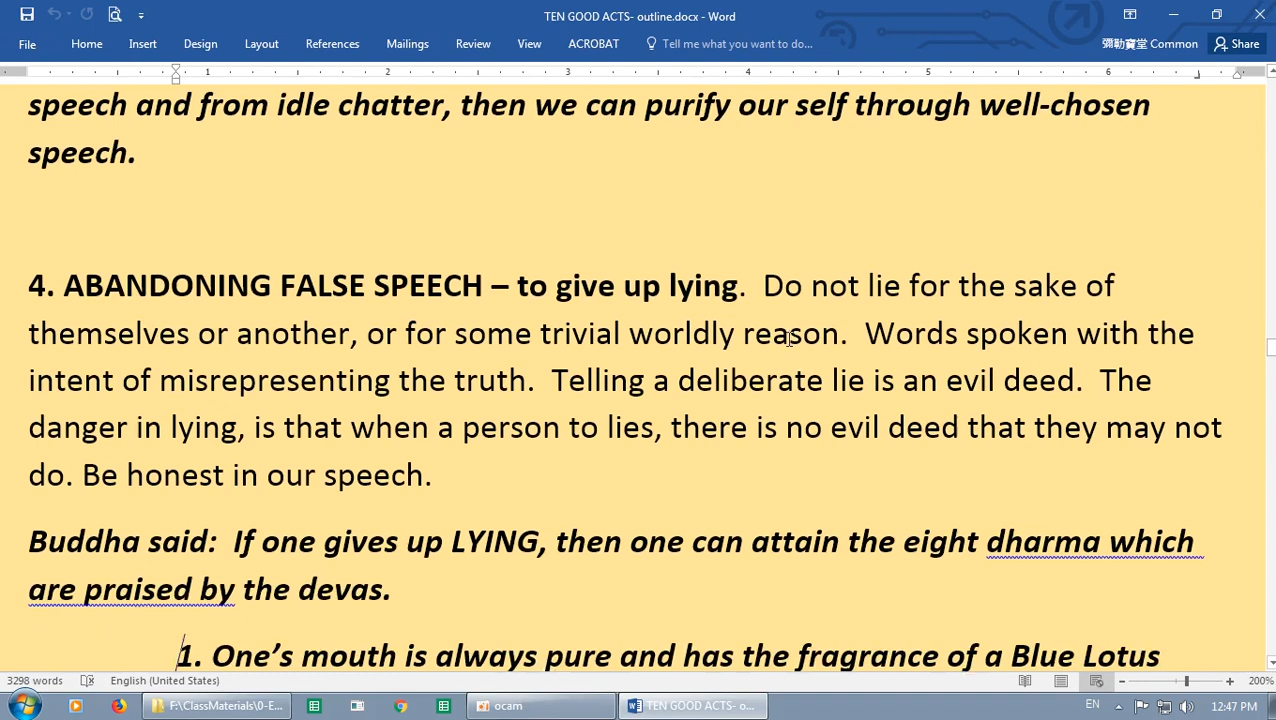 TEN GOOD ACTS- outline.docx - Word
File Home Insert Design Layout References Mailings Review View ACROBAT Tell me what you want to do... 彌勒寶堂 Common Share
1 2 3 4 5 6
speech and from idle chatter, then we can purify our self through well-chosen
speech.
4. ABANDONING FALSE SPEECH – to give up lying. Do not lie for the sake of
themselves or another, or for some trivial worldly reason. Words spoken with the
intent of misrepresenting the truth. Telling a deliberate lie is an evil deed. The
danger in lying, is that when a person to lies, there is no evil deed that they may not
do. Be honest in our speech.
Buddha said: If one gives up LYING, then one can attain the eight dharma which
are praised by the devas.
1. One’s mouth is always pure and has the fragrance of a Blue Lotus
3298 words English (United States) 200%
F:\ClassMaterials\0-E... ocam TEN GOOD ACTS- o... EN 12:47 PM